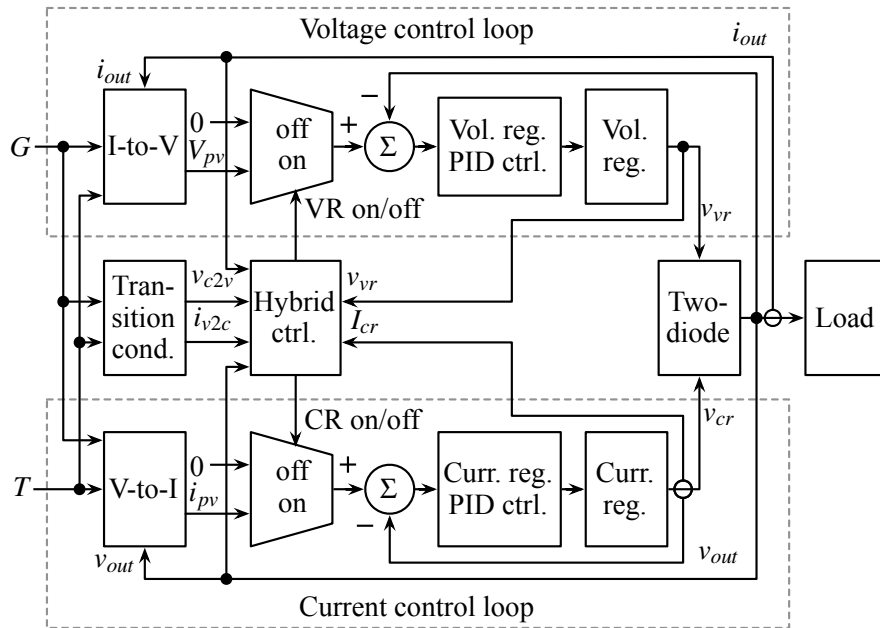 Voltage control loop
i_out
i_out
G
I-to-V
0
V_pv
off
on
+
−
Σ
Vol. reg.
PID ctrl.
Vol.
reg.
VR on/off
v_vr
Tran-
sition
cond.
v_c2v
i_v2c
Hybrid
ctrl.
v_vr
I_cr
Two-
diode
Load
CR on/off
v_cr
T
V-to-I
0
i_pv
off
on
+
−
Σ
Curr. reg.
PID ctrl.
Curr.
reg.
v_out
v_out
Current control loop